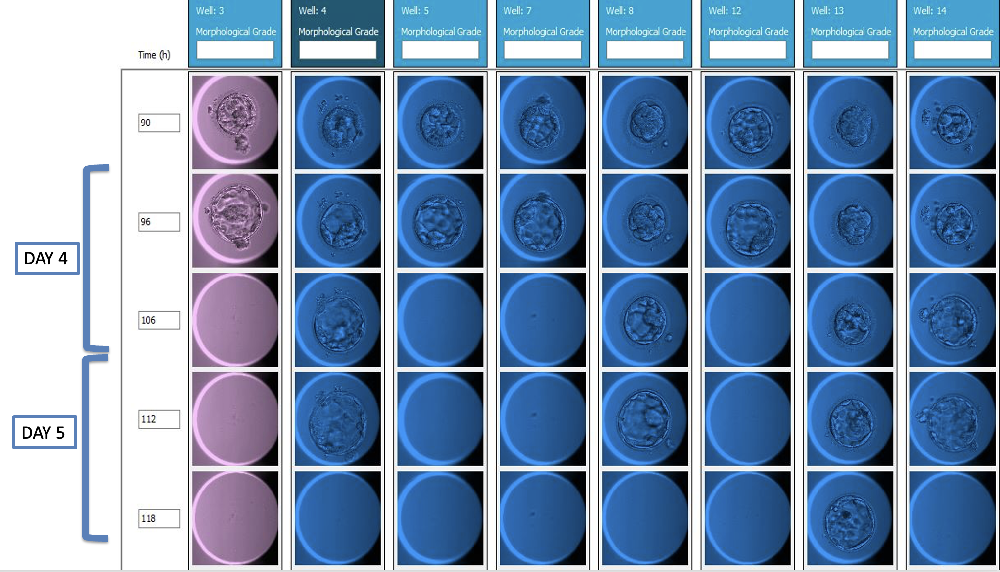 Well: 3 Well: 4 Well: 5 Well: 7 Well: 8 Well: 12 Well: 13 Well: 14
Morphological Grade Morphological Grade Morphological Grade Morphological Grade Morphological Grade Morphological Grade Morphological Grade Morphological Grade
Time (h)
90
96
DAY 4
106
112
DAY 5
118